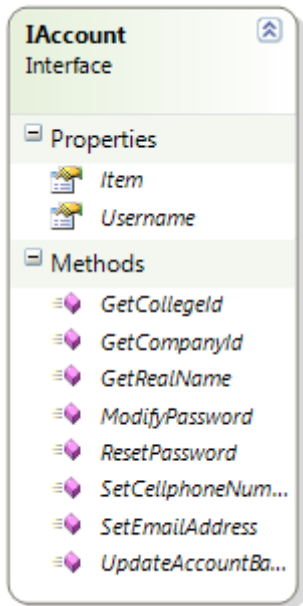 IAccount
Interface
Properties
Item
Username
Methods
GetCollegeId
GetCompanyId
GetRealName
ModifyPassword
ResetPassword
SetCellphoneNum...
SetEmailAddress
UpdateAccountBa...